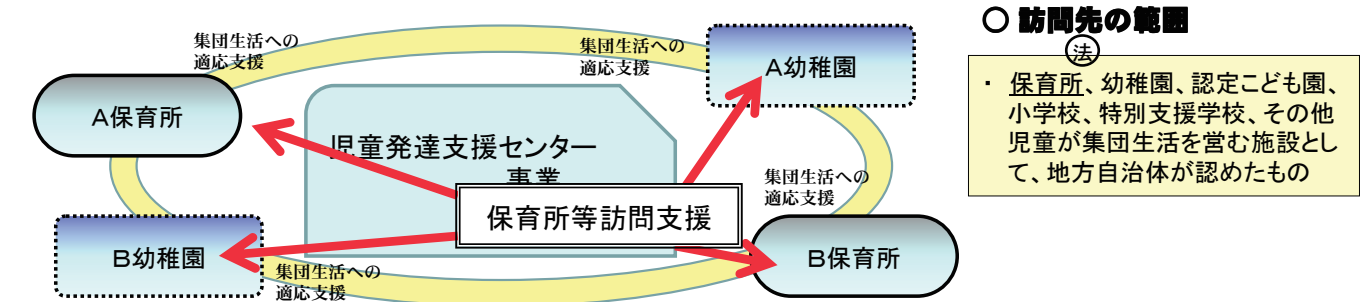 集団生活への
適応支援
集団生活への
適応支援
A幼稚園
A保育所
児童発達支援センター
事業
保育所等訪問支援
集団生活への
適応支援
B幼稚園
B保育所
集団生活への
適応支援
○ 訪問先の範囲
法
・ 保育所、幼稚園、認定こども園、
小学校、特別支援学校、その他
児童が集団生活を営む施設とし
て、地方自治体が認めたもの